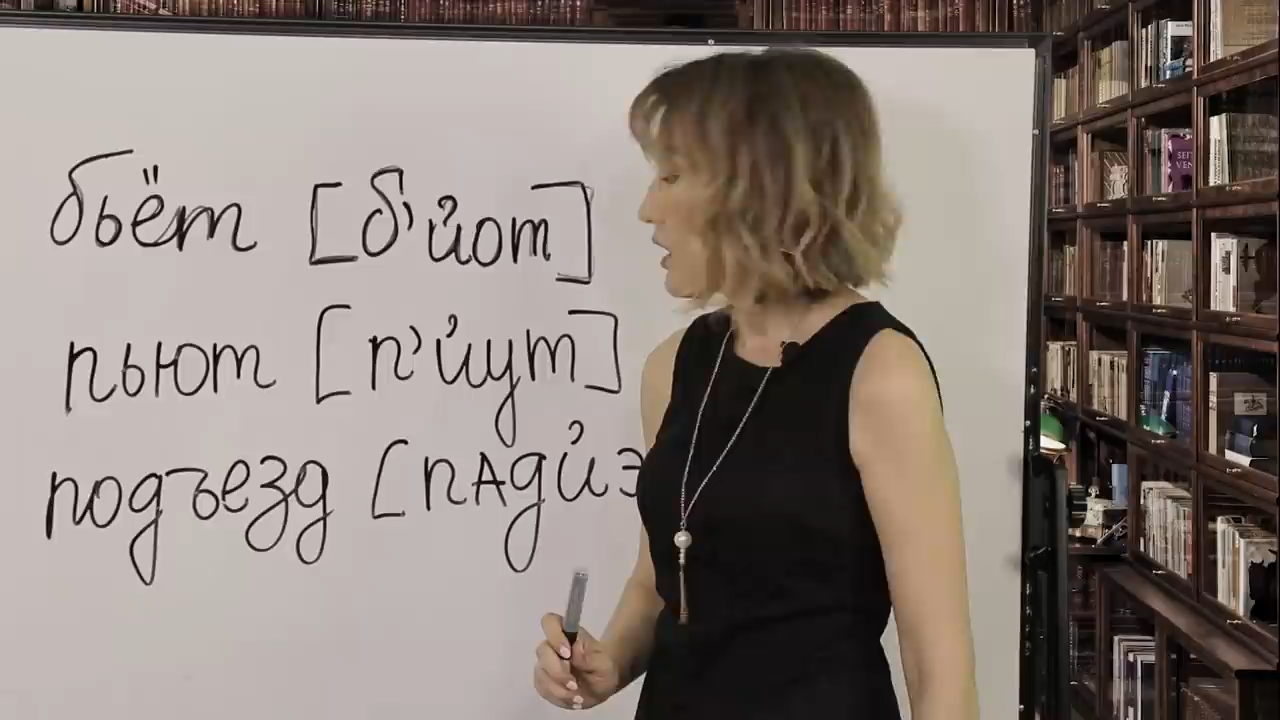 бьёт [б'йот]
пьют [п'йут]
подъезд [пАдйэ